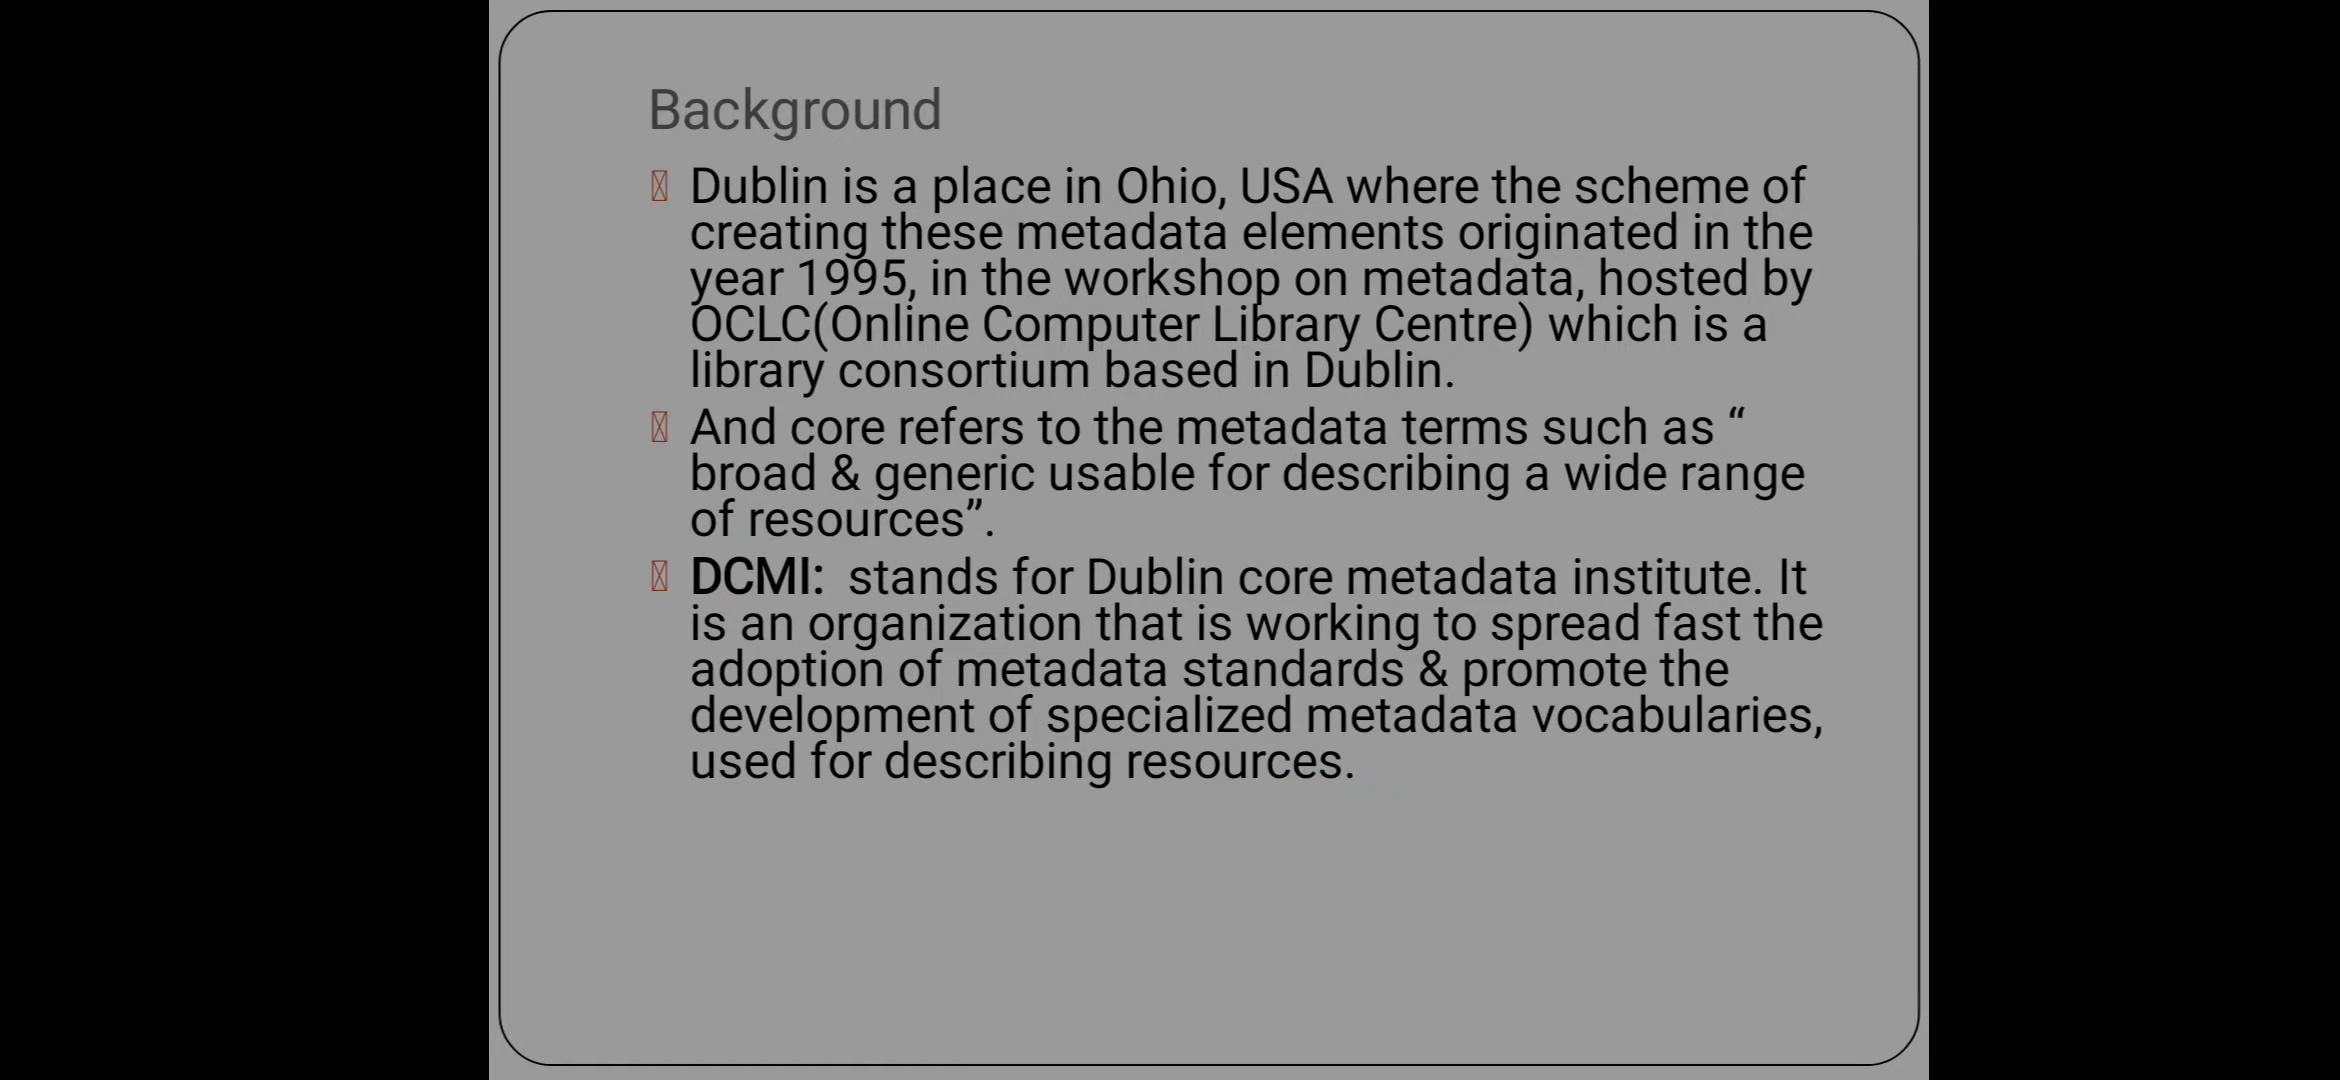 Background
Dublin is a place in Ohio, USA where the scheme of
creating these metadata elements originated in the
year 1995, in the workshop on metadata, hosted by
OCLC(Online Computer Library Centre) which is a
library consortium based in Dublin.
And core refers to the metadata terms such as “
broad & generic usable for describing a wide range
of resources”.
DCMI:  stands for Dublin core metadata institute. It
is an organization that is working to spread fast the
adoption of metadata standards & promote the
development of specialized metadata vocabularies,
used for describing resources.